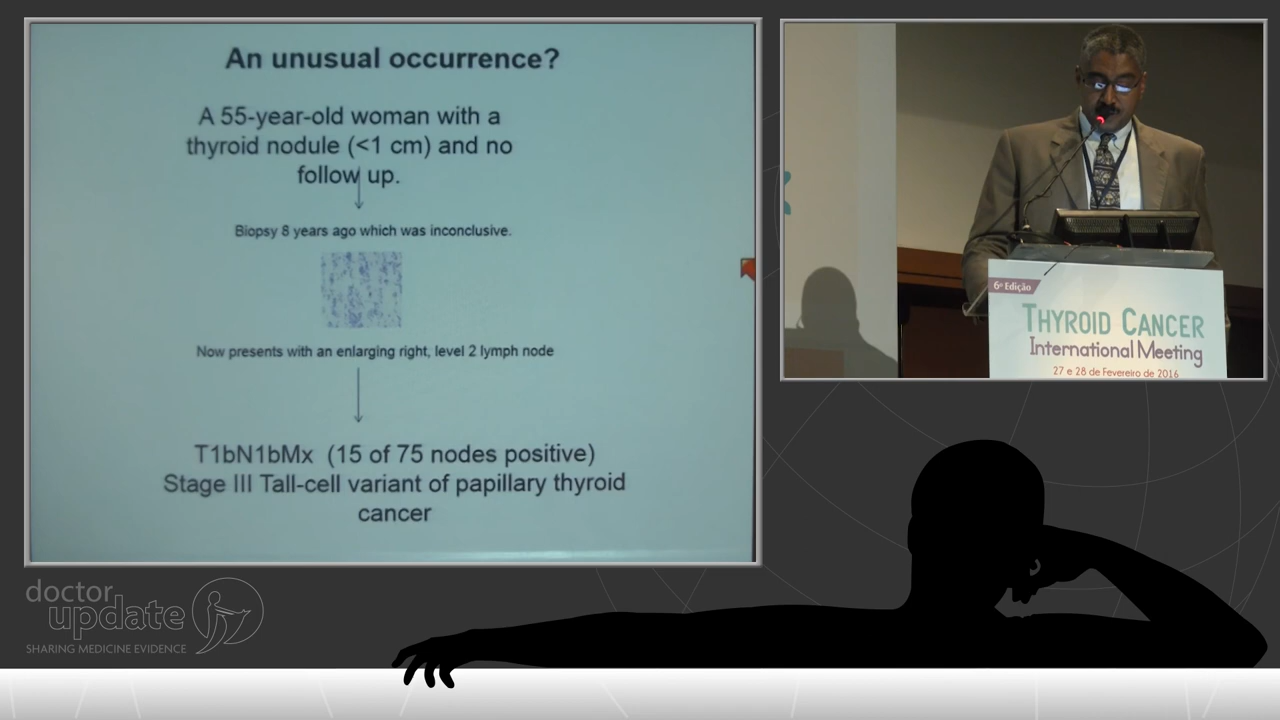 An unusual occurrence?
A 55-year-old woman with a
thyroid nodule (<1 cm) and no
follow up.
Biopsy 8 years ago which was inconclusive.
Now presents with an enlarging right, level 2 lymph node
T1bN1bMx (15 of 75 nodes positive)
Stage III Tall-cell variant of papillary thyroid
cancer
6ª Edição
THYROID CANCER
International Meeting
27 e 28 de Fevereiro de 2016
doctor
update
SHARING MEDICINE EVIDENCE